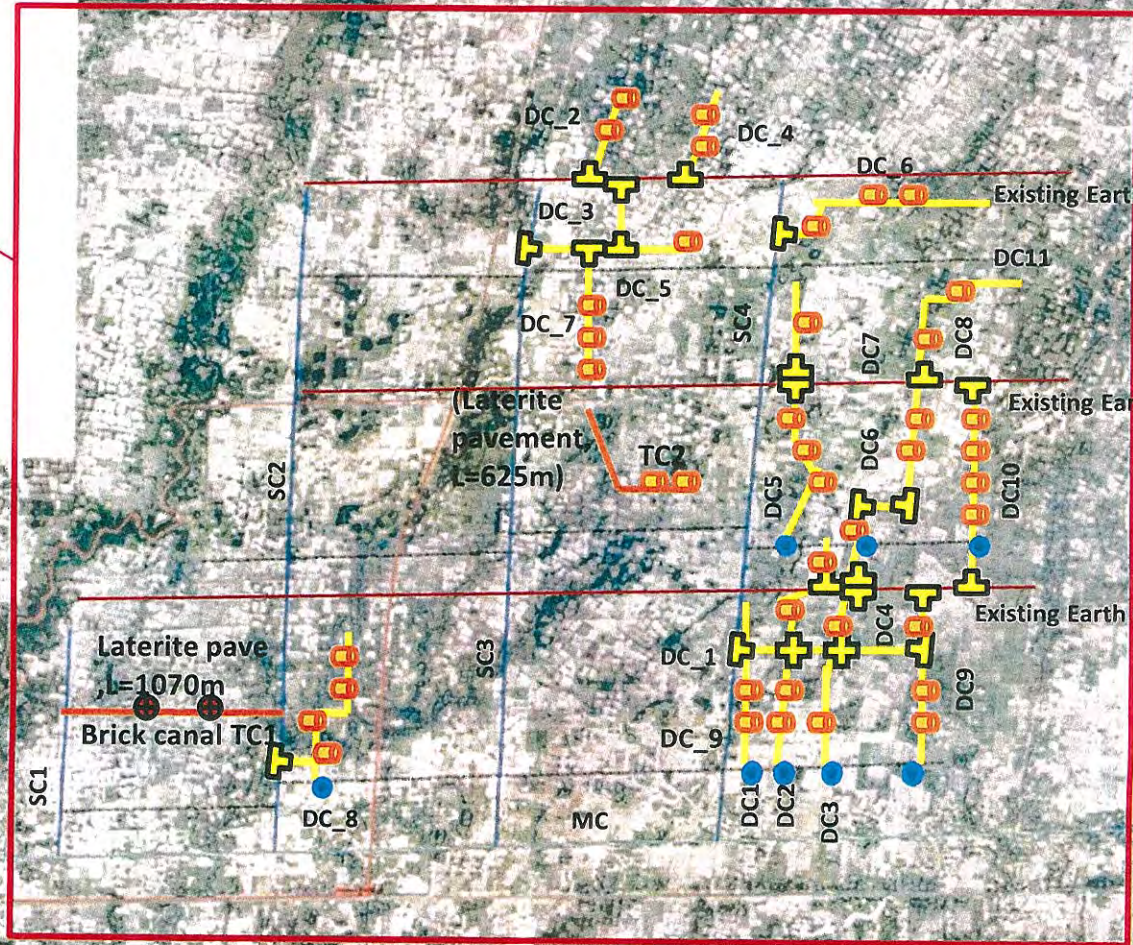 DC_2
DC_4
DC_6
Existing Eart
DC_3
DC11
DC_5
DC_7
SC4
DC7
DC8
(Laterite
pavement,
L=625m)
Existing Ear
TC2
DC6
SC2
DC5
DC10
Existing Earth
Laterite pave
,L=1070m
Brick canal TC1
SC3
DC_1
DC4
DC9
DC_9
SC1
DC_8
MC
DC1
DC2
DC3